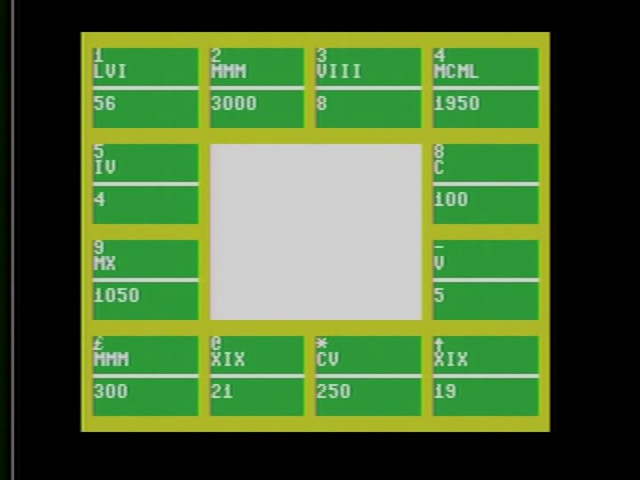 1 2 3 4
LVI MMM VIII MCML
56 3000 8 1950
5 8
IV C
4 100
9 -
MX V
1050 5
£ @ * ↑
MMM XIX CV XIX
300 21 250 19